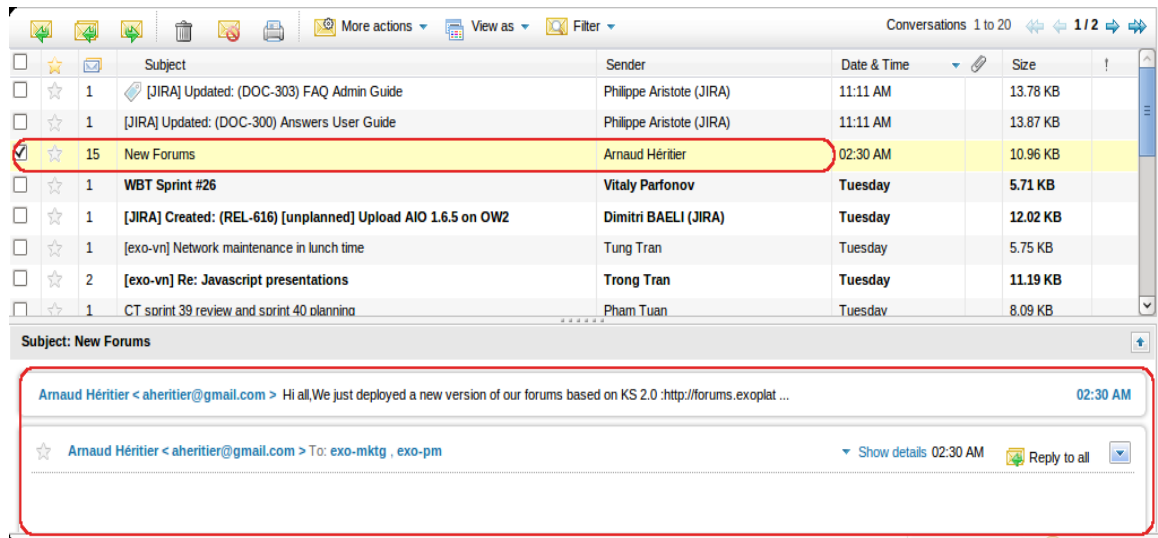 More actions View as Filter Conversations 1 to 20 1 / 2
Subject Sender Date & Time Size !
1 [JIRA] Updated: (DOC-303) FAQ Admin Guide Philippe Aristote (JIRA) 11:11 AM 13.78 KB
1 [JIRA] Updated: (DOC-300) Answers User Guide Philippe Aristote (JIRA) 11:11 AM 13.87 KB
15 New Forums Arnaud Héritier 02:30 AM 10.96 KB
1 WBT Sprint #26 Vitaly Parfonov Tuesday 5.71 KB
1 [JIRA] Created: (REL-616) [unplanned] Upload AIO 1.6.5 on OW2 Dimitri BAELI (JIRA) Tuesday 12.02 KB
1 [exo-vn] Network maintenance in lunch time Tung Tran Tuesday 5.75 KB
2 [exo-vn] Re: Javascript presentations Trong Tran Tuesday 11.19 KB
1 CT sprint 39 review and sprint 40 planning Pham Tuan Tuesday 8.09 KB
Subject: New Forums
Arnaud Héritier < aheritier@gmail.com > Hi all,We just deployed a new version of our forums based on KS 2.0 :http://forums.exoplat ... 02:30 AM
Arnaud Héritier < aheritier@gmail.com > To: exo-mktg , exo-pm Show details 02:30 AM Reply to all